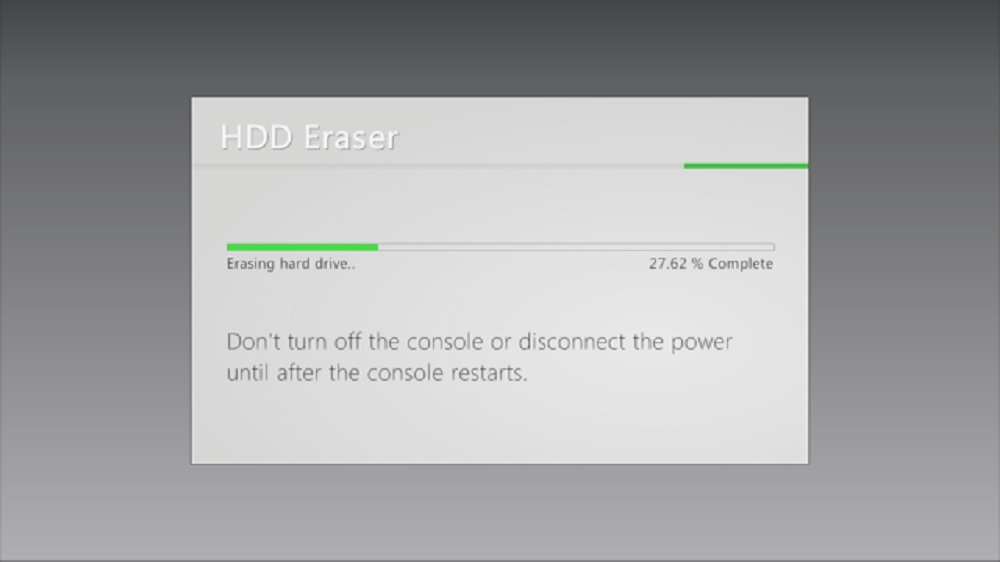 HDD Eraser
Erasing hard drive..
27.62 % Complete
Don't turn off the console or disconnect the power
until after the console restarts.